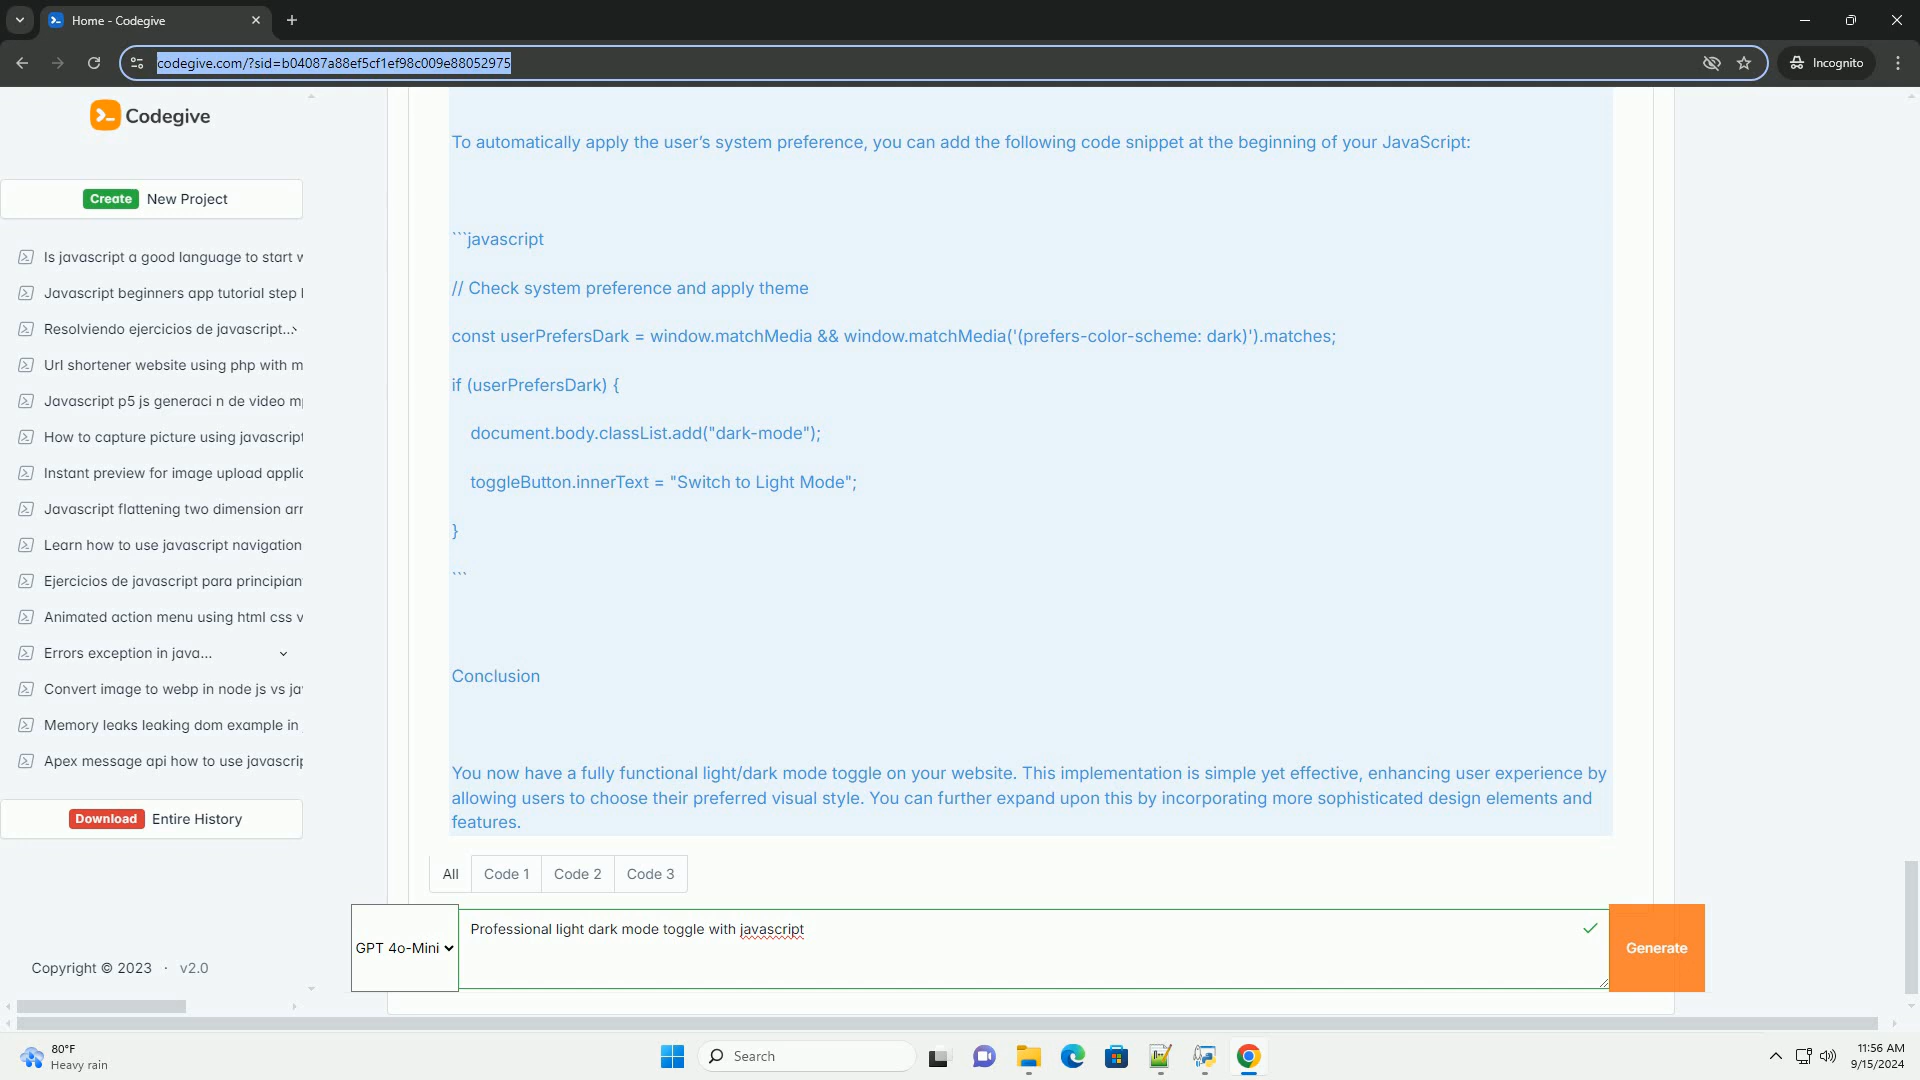 Home - Codegive
codegive.com/?sid=b04087a88ef5cf1ef98c009e88052975
Incognito
Codegive
Create New Project
Is javascript a good language to start w
Javascript beginners app tutorial step l
Resolviendo ejercicios de javascript...
Url shortener website using php with m
Javascript p5 js generaci n de video m
How to capture picture using javascript
Instant preview for image upload applic
Javascript flattening two dimension arr
Learn how to use javascript navigation
Ejercicios de javascript para principian
Animated action menu using html css v
Errors exception in java...
Convert image to webp in node js vs ja
Memory leaks leaking dom example in
Apex message api how to use javascrip
Download Entire History
Copyright © 2023 · v2.0
To automatically apply the user’s system preference, you can add the following code snippet at the beginning of your JavaScript:
```javascript
// Check system preference and apply theme
const userPrefersDark = window.matchMedia && window.matchMedia('(prefers-color-scheme: dark)').matches;
if (userPrefersDark) {
document.body.classList.add("dark-mode");
toggleButton.innerText = "Switch to Light Mode";
}
```
Conclusion
You now have a fully functional light/dark mode toggle on your website. This implementation is simple yet effective, enhancing user experience by
allowing users to choose their preferred visual style. You can further expand upon this by incorporating more sophisticated design elements and
features.
All Code 1 Code 2 Code 3
GPT 4o-Mini
Professional light dark mode toggle with javascript
Generate
80°F
Heavy rain
Search
11:56 AM
9/15/2024